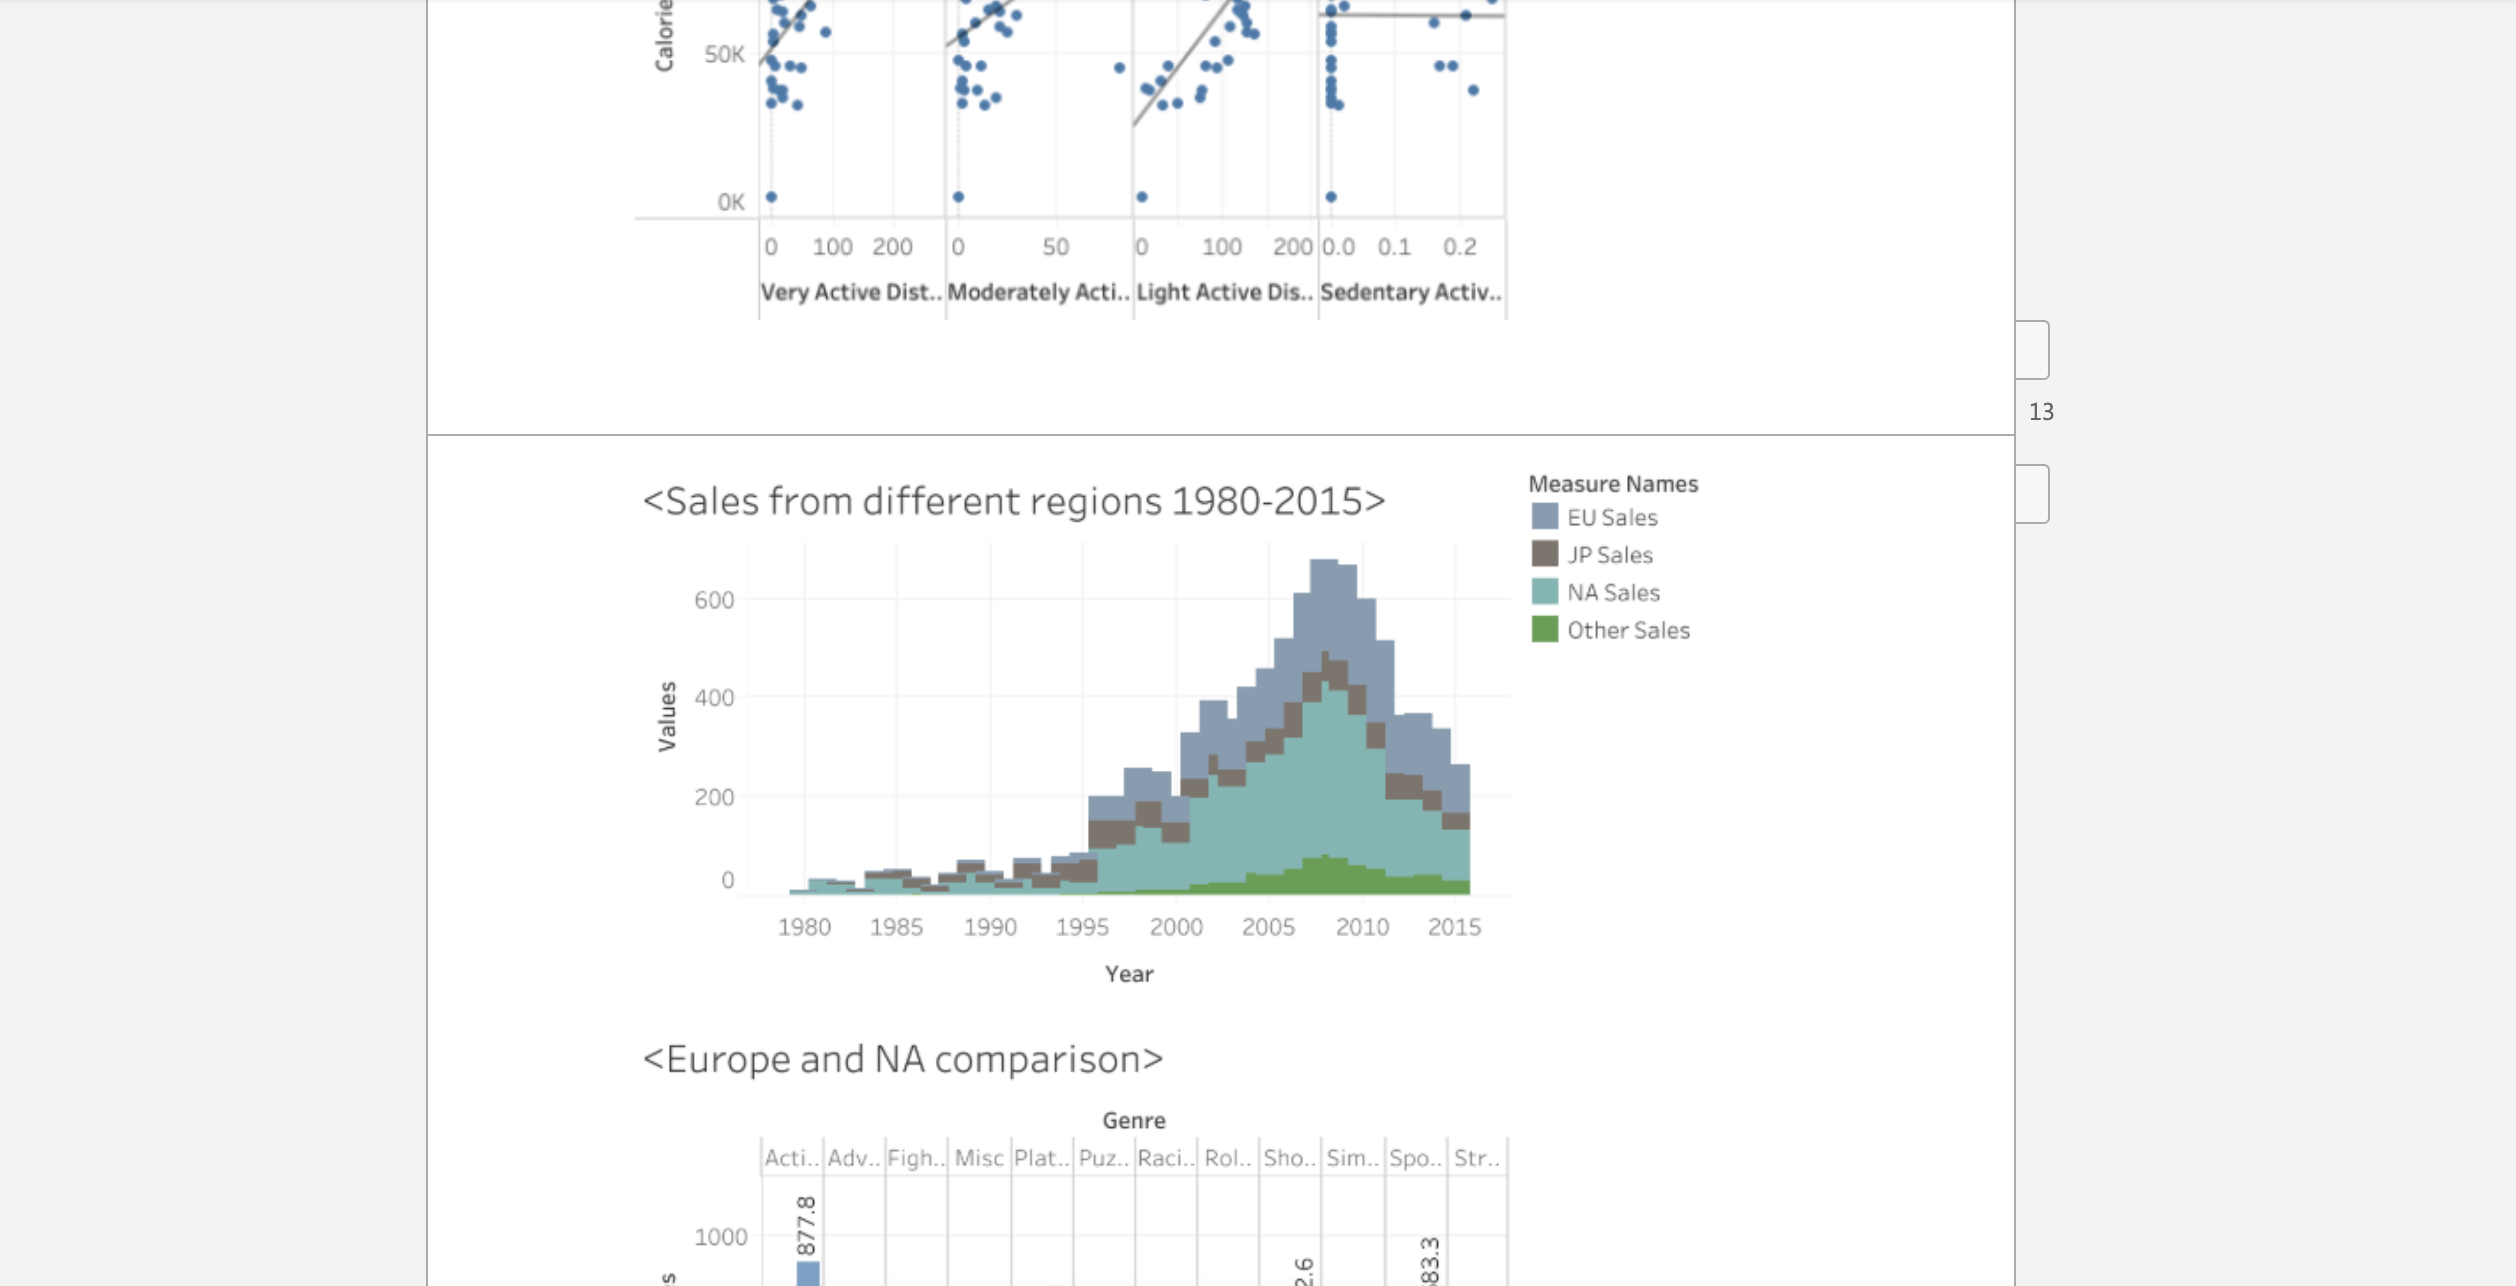 Calorie
50K
0K
0 100 200 0 50 0 100 200 0.0 0.1 0.2
Very Active Dist.. Moderately Acti.. Light Active Dis.. Sedentary Activ..
13
<Sales from different regions 1980-2015>
Measure Names
EU Sales
JP Sales
NA Sales
Other Sales
Values
600
400
200
0
1980 1985 1990 1995 2000 2005 2010 2015
Year
<Europe and NA comparison>
Genre
Acti.. Adv.. Figh.. Misc Plat.. Puz.. Raci.. Rol.. Sho.. Sim.. Spo.. Str..
1000
877.8